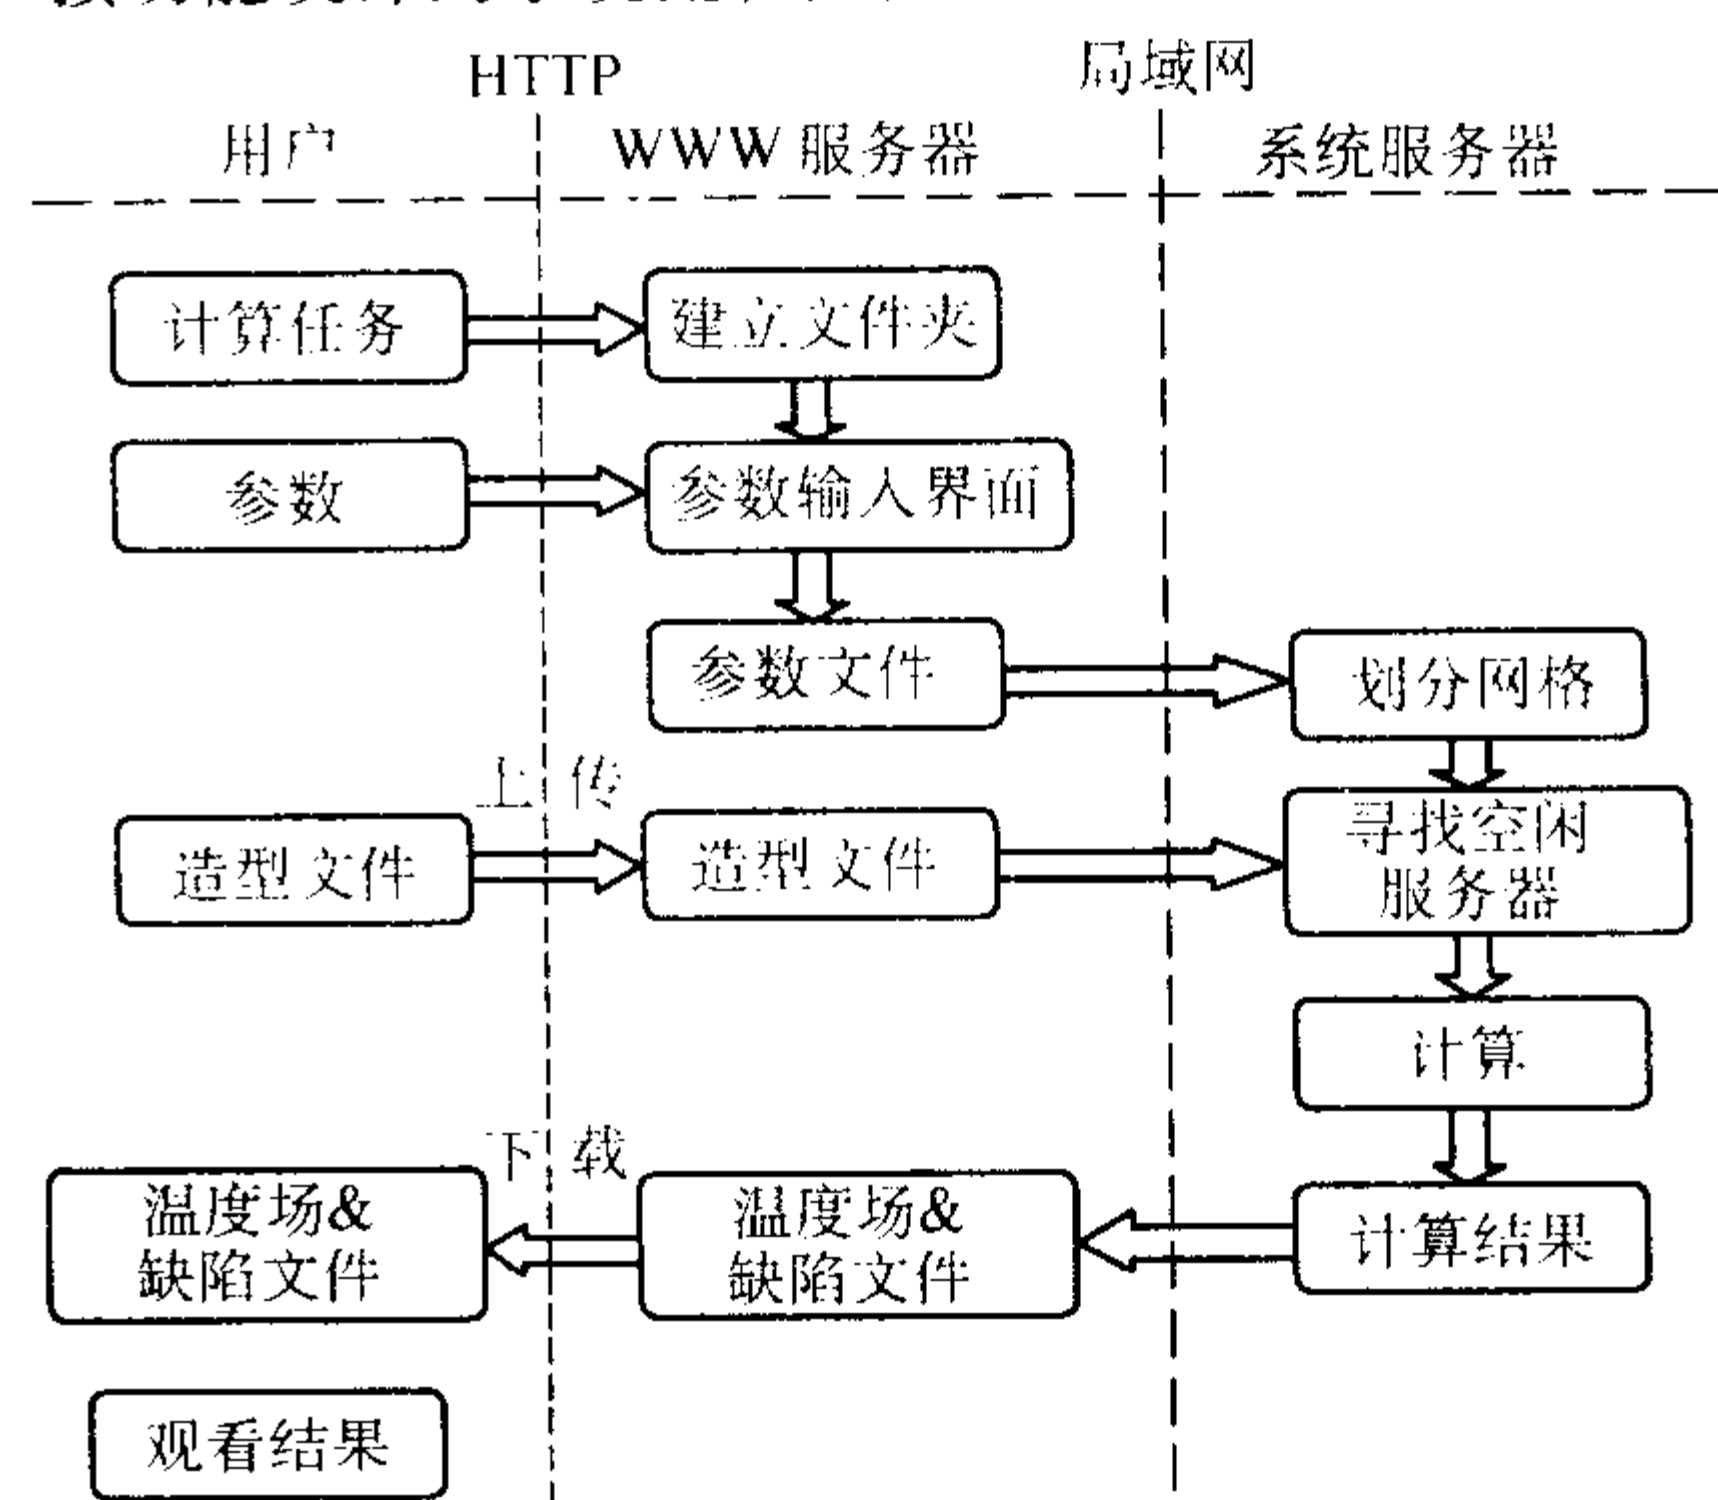 HTTP
局域网
用户
WWW 服务器
系统服务器
计算任务
建立文件夹
参数
参数输入界面
参数文件
划分网格
上传
造型文件
造型文件
寻找空闲
服务器
计算
下载
温度场&
缺陷文件
温度场&
缺陷文件
计算结果
观看结果